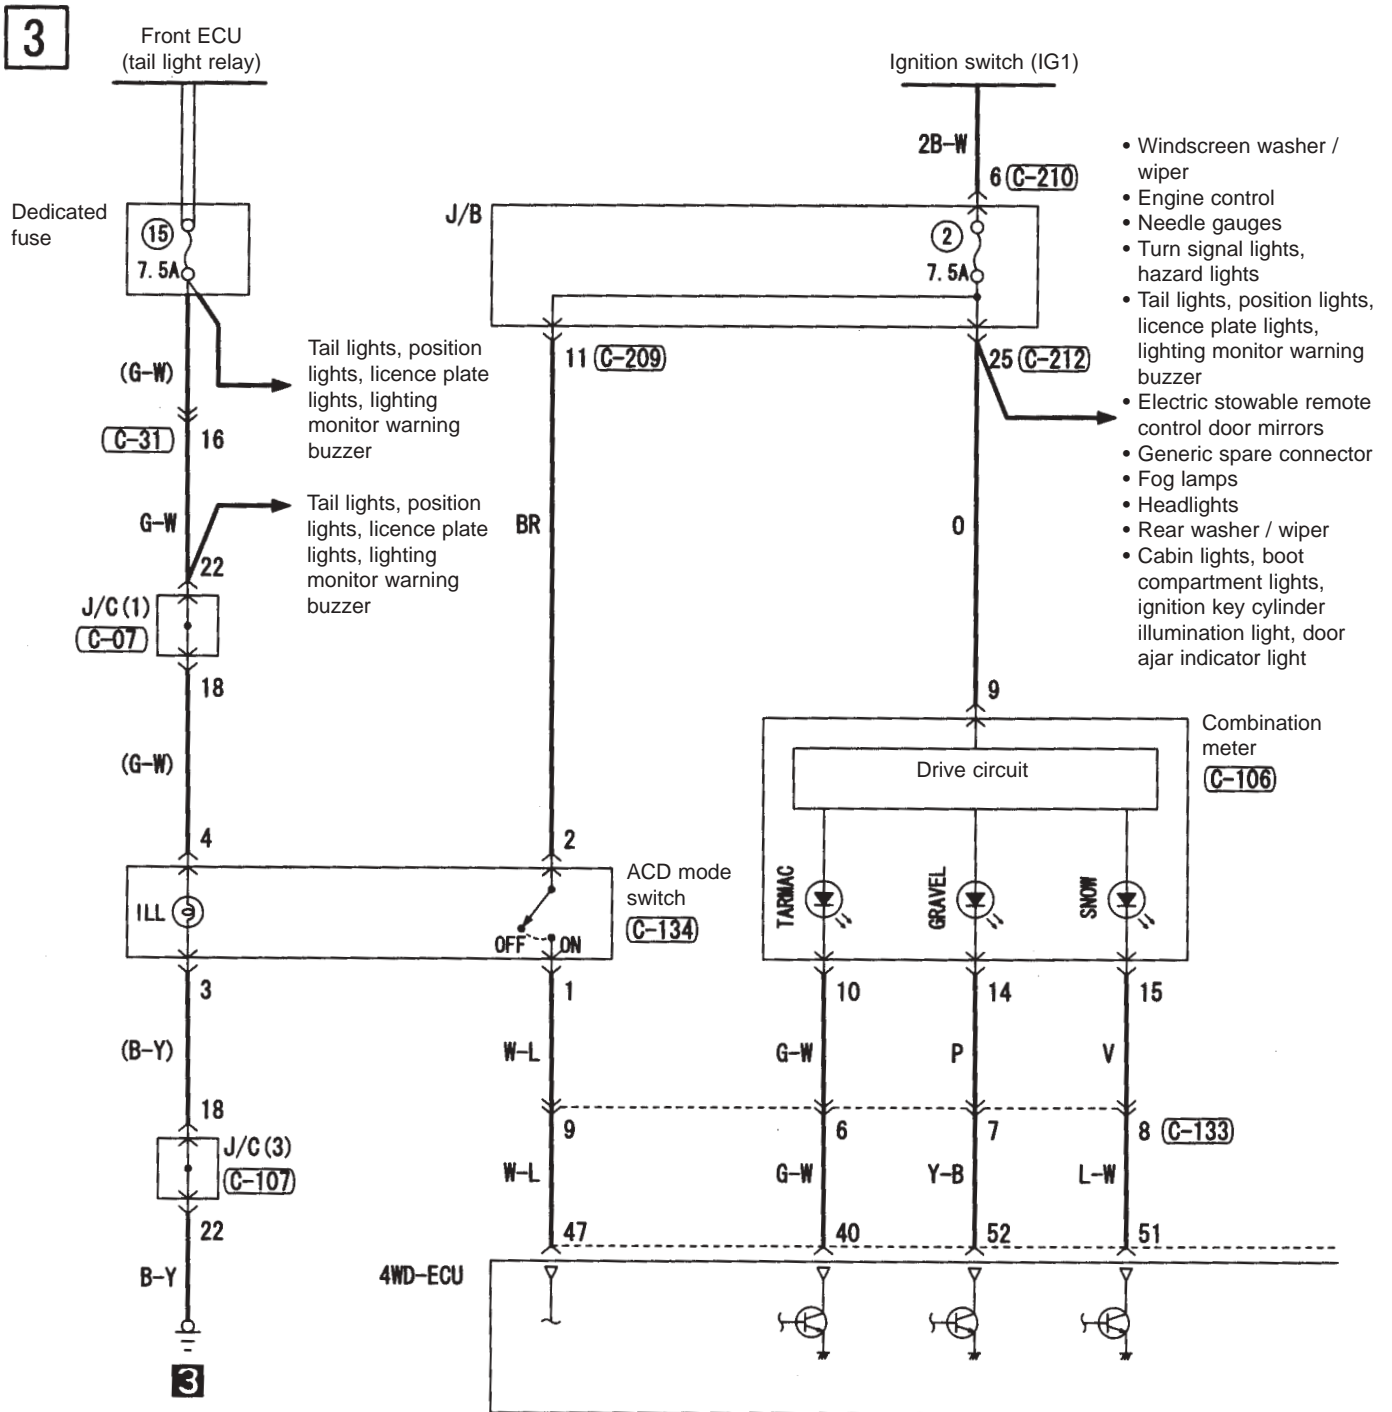 3
Front ECU
(tail light relay)
Ignition switch (IG1)
2B-W
6 C-210
Dedicated
fuse
15
7.5A
J/B
2
7.5A
• Windscreen washer /
wiper
• Engine control
• Needle gauges
• Turn signal lights,
hazard lights
• Tail lights, position lights,
licence plate lights,
lighting monitor warning
buzzer
• Electric stowable remote
control door mirrors
• Generic spare connector
• Fog lamps
• Headlights
• Rear washer / wiper
• Cabin lights, boot
compartment lights,
ignition key cylinder
illumination light, door
ajar indicator light
Tail lights, position
lights, licence plate
lights, lighting
monitor warning
buzzer
11 C-209
25 C-212
(G-W)
C-31 16
Tail lights, position
lights, licence plate
lights, lighting
monitor warning
buzzer
G-W
BR
O
22
J/C(1)
C-07
18
9
(G-W)
Combination
meter
C-106
Drive circuit
4
2
ACD mode
switch
C-134
ILL
OFF
ON
TARMAC
GRAVEL
SNOW
3
1
10
14
15
(B-Y)
W-L
G-W
P
V
18
9
6
7
8 C-133
J/C(3)
C-107
W-L
G-W
Y-B
L-W
22
47
40
52
51
B-Y
4WD-ECU
3